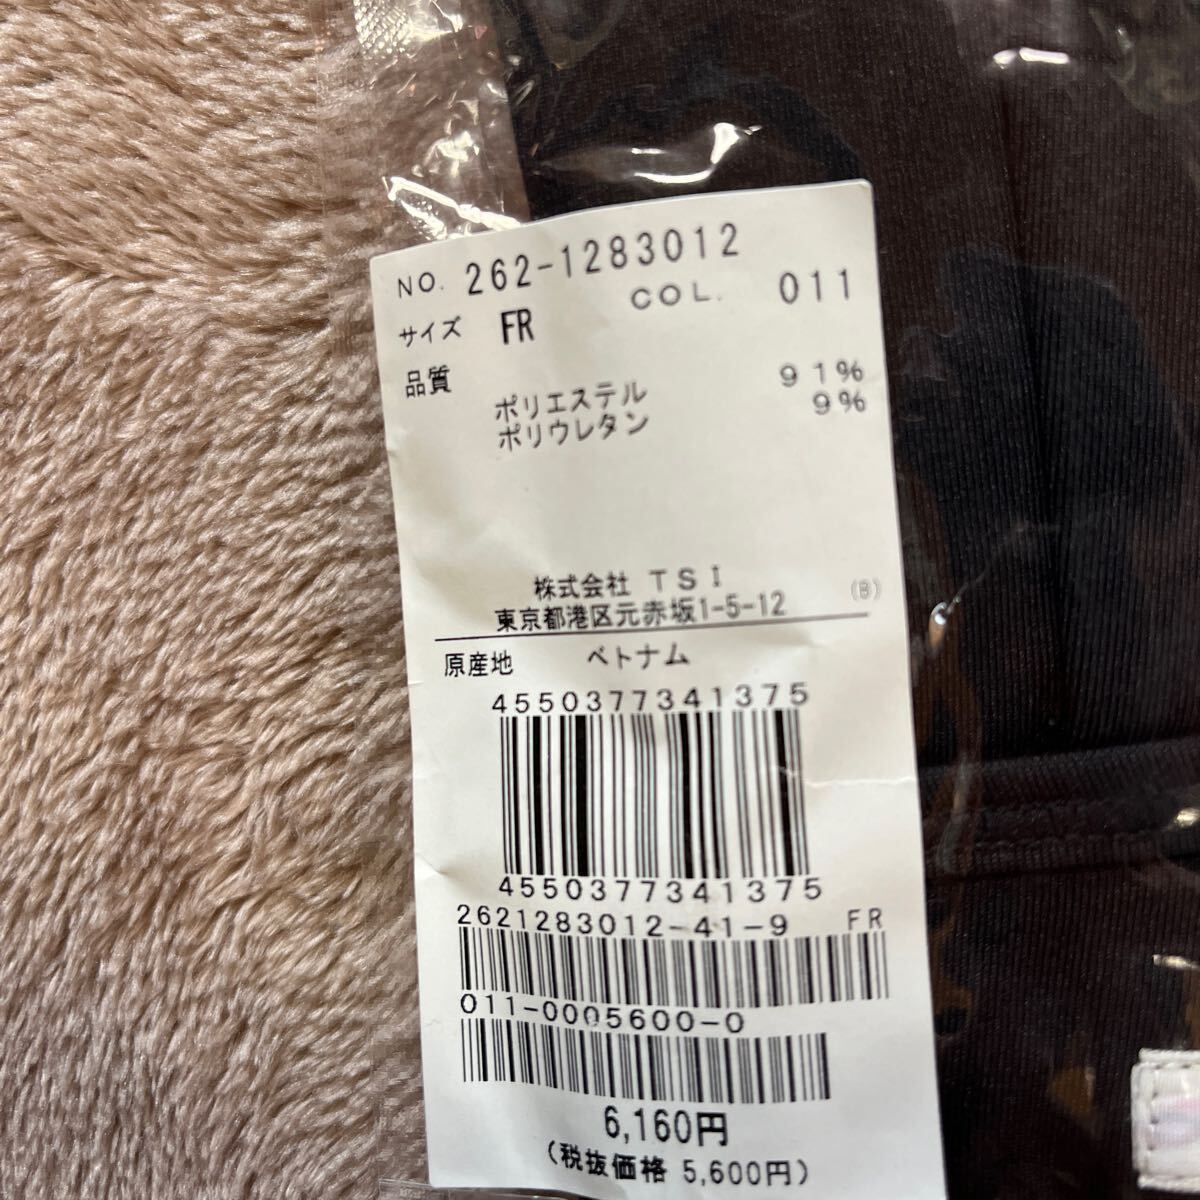 NO. 262-1283012
COL. 011
サイズ FR
品質
ポリエステル 91%
ポリウレタン 9%
株式会社 TSI (B)
東京都港区元赤坂1-5-12
原産地 ベトナム
4550377341375
4550377341375
2621283012-41-9 FR
011-0005600-0
6,160円
(税抜価格 5,600円)